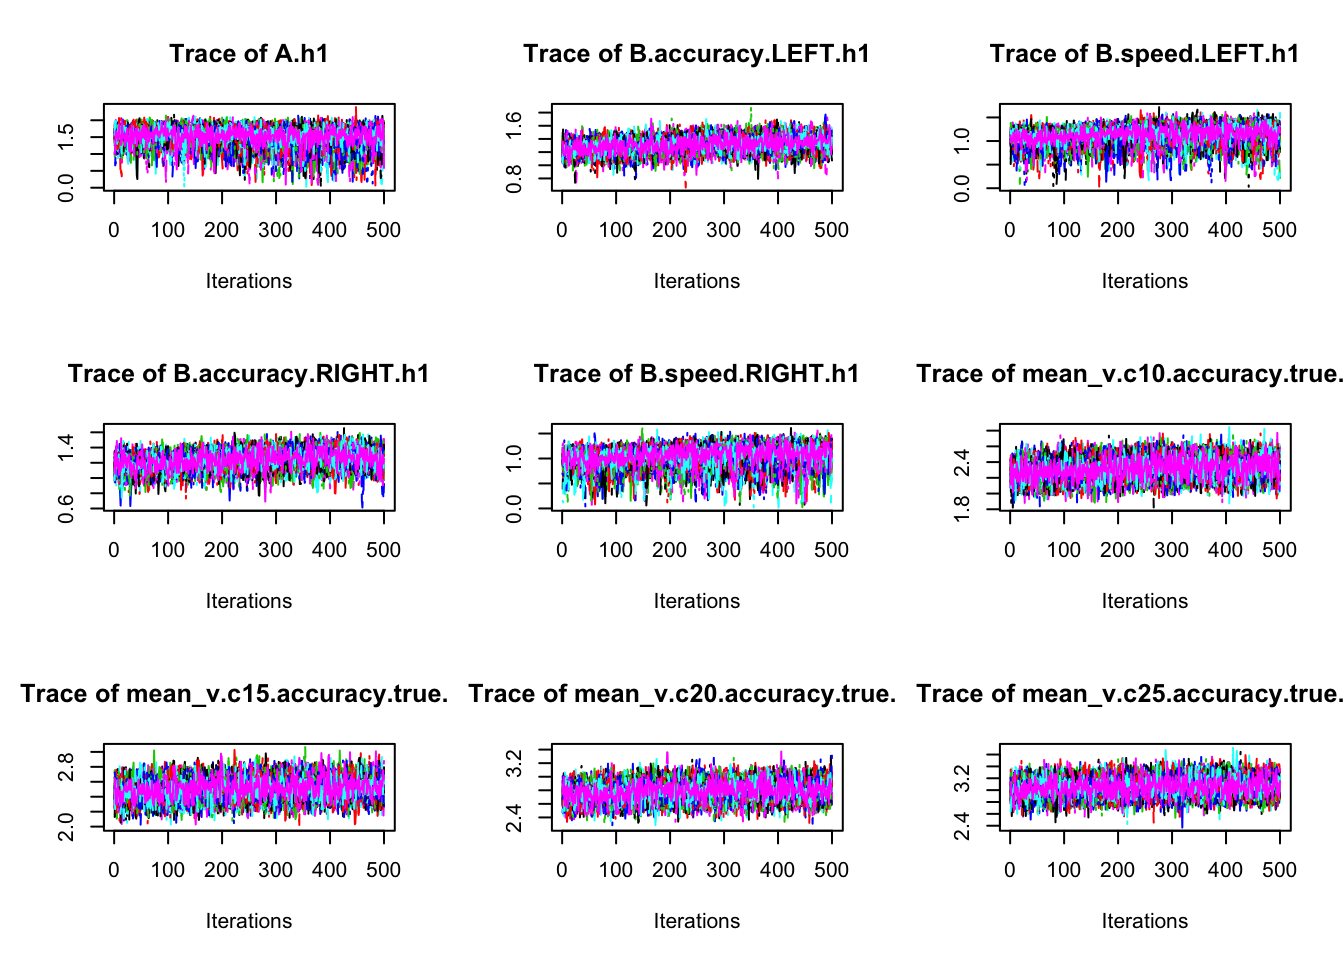 Trace of A.h1
0.0 1.5
0 100 200 300 400 500
Iterations
Trace of B.accuracy.LEFT.h1
0.8 1.6
0 100 200 300 400 500
Iterations
Trace of B.speed.LEFT.h1
0.0 1.0
0 100 200 300 400 500
Iterations
Trace of B.accuracy.RIGHT.h1
0.6 1.4
0 100 200 300 400 500
Iterations
Trace of B.speed.RIGHT.h1
0.0 1.0
0 100 200 300 400 500
Iterations
Trace of mean_v.c10.accuracy.true.
1.8 2.4
0 100 200 300 400 500
Iterations
Trace of mean_v.c15.accuracy.true.
2.0 2.8
0 100 200 300 400 500
Iterations
Trace of mean_v.c20.accuracy.true.
2.4 3.2
0 100 200 300 400 500
Iterations
Trace of mean_v.c25.accuracy.true.
2.4 3.2
0 100 200 300 400 500
Iterations